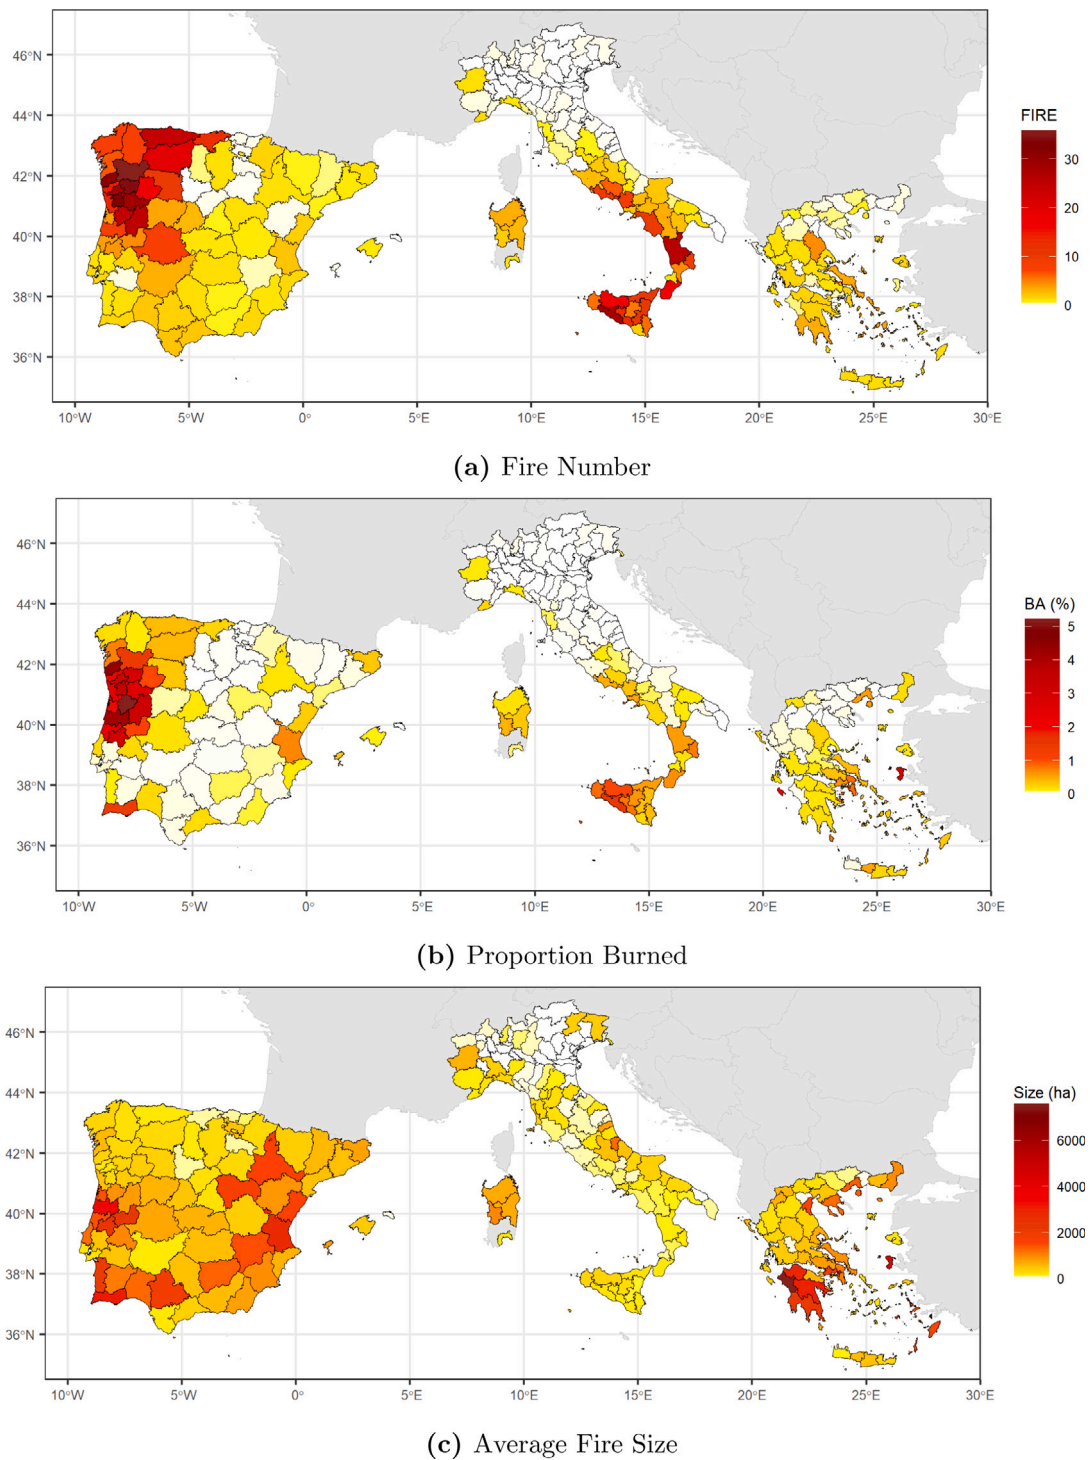 46°N
44°N
42°N
40°N
38°N
36°N
10°W
5°W
0°
5°E
10°E
15°E
20°E
25°E
30°E
FIRE
30
20
10
0
(a) Fire Number
46°N
44°N
42°N
40°N
38°N
36°N
10°W
5°W
0°
5°E
10°E
15°E
20°E
25°E
30°E
BA (%)
5
4
3
2
1
0
(b) Proportion Burned
46°N
44°N
42°N
40°N
38°N
36°N
10°W
5°W
0°
5°E
10°E
15°E
20°E
25°E
30°E
Size (ha)
6000
4000
2000
0
(c) Average Fire Size